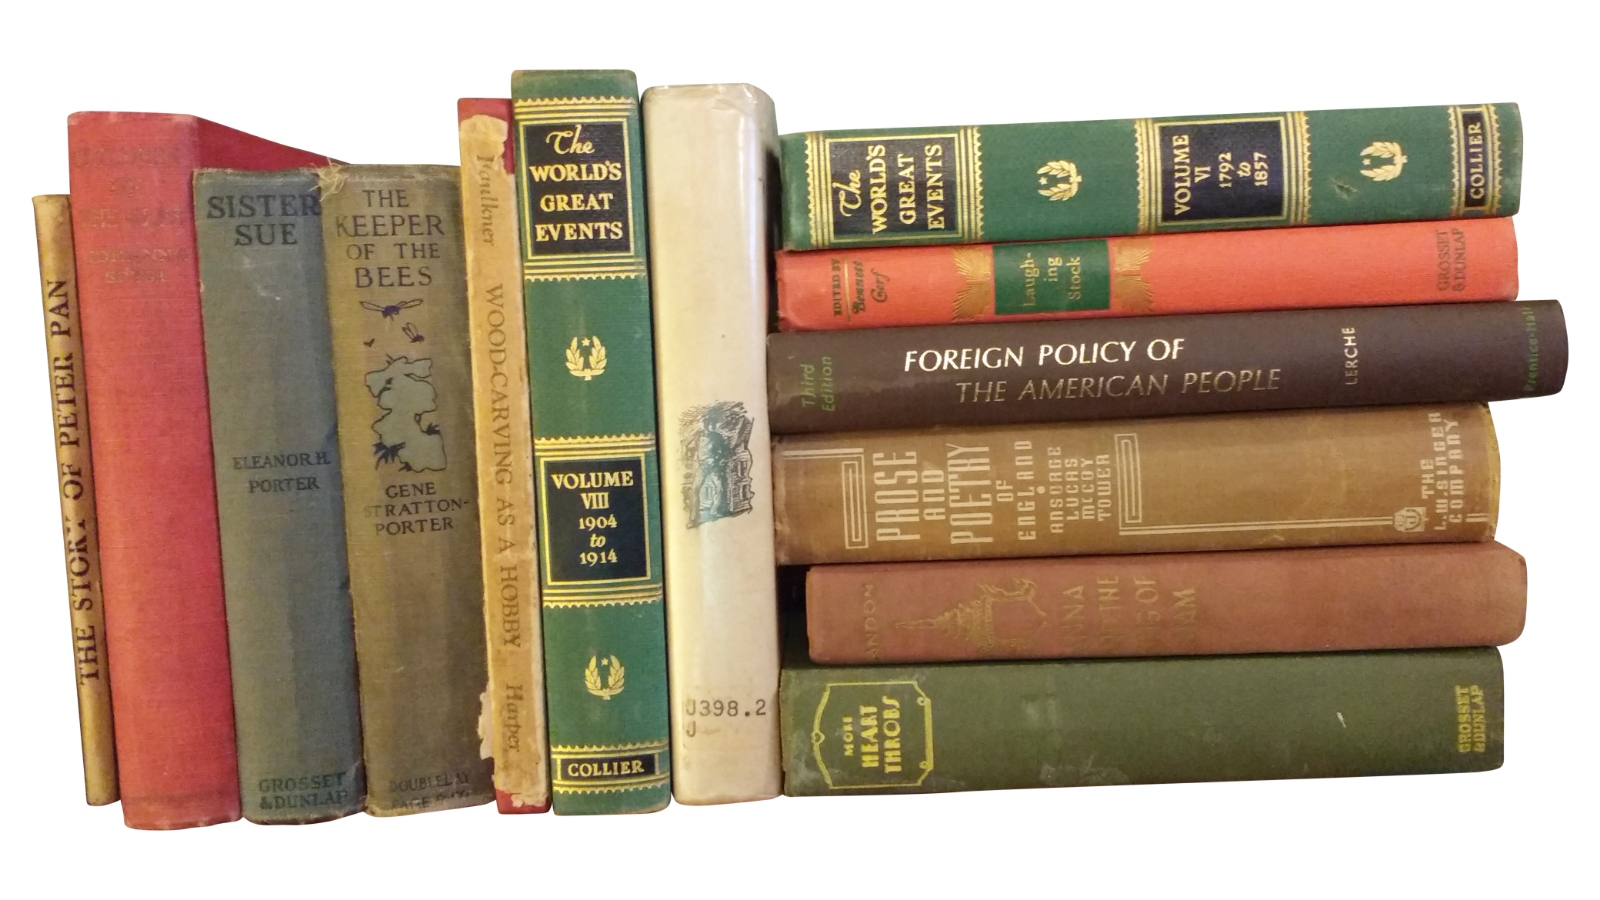 THE STORY OF PETER PAN
SISTER
SUE
ELEANOR H.
PORTER
GROSSET
& DUNLAP
THE
KEEPER
OF THE
BEES
GENE
STRATTON-
PORTER
DOUBLEDAY
PAGE
Faulkner WOOD-CARVING AS A HOBBY Harper
The
WORLD'S
GREAT
EVENTS
VOLUME
VIII
1904
to
1914
COLLIER
J398.2
J
The
WORLD'S
GREAT
EVENTS
VOLUME
VI
1792
to
1857
COLLIER
EDITED BY
Bennett
Cerf
Laugh-
ing
Stock
GROSSET
& DUNLAP
Third
Edition
FOREIGN POLICY OF
THE AMERICAN PEOPLE
LERCHE
Prentice-Hall
PROSE
AND
POETRY
OF
ENGLAND
ANSORGE
LUCAS
McCOY
TOWER
THE
L.W. SINGER
COMPANY
MORE
HEART
THROBS
GROSSET
& DUNLAP